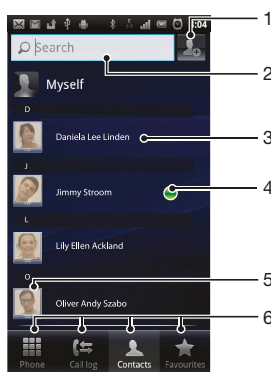 :04
1
Search
2
Myself
D
Daniela Lee Linden
3
J
Jimmy Stroom
4
L
Lily Ellen Ackland
O
5
Oliver Andy Szabo
6
Phone
Call log
Contacts
Favourites